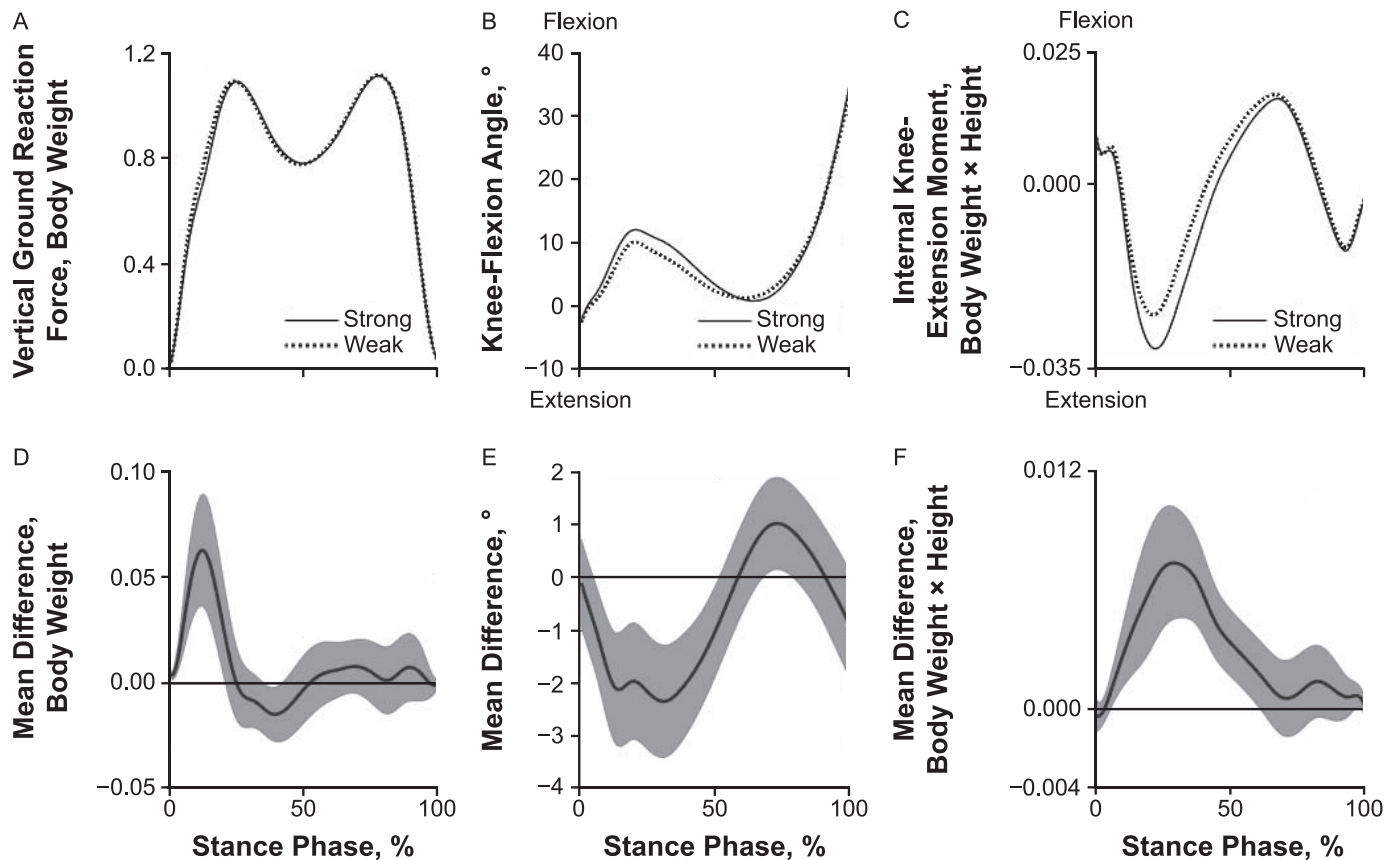 A
Vertical Ground Reaction
Force, Body Weight
1.2
0.8
0.4
0.0
0
50
100
Strong
Weak
B
Flexion
Knee-Flexion Angle, °
40
30
20
10
0
−10
Extension
Strong
Weak
C
Flexion
Internal Knee-
Extension Moment,
Body Weight × Height
0.025
0.000
−0.035
Extension
Strong
Weak
D
Mean Difference,
Body Weight
0.10
0.05
0.00
−0.05
0
50
100
Stance Phase, %
E
Mean Difference, °
2
1
0
−1
−2
−3
−4
0
50
100
Stance Phase, %
F
Mean Difference,
Body Weight × Height
0.012
0.000
−0.004
0
50
100
Stance Phase, %